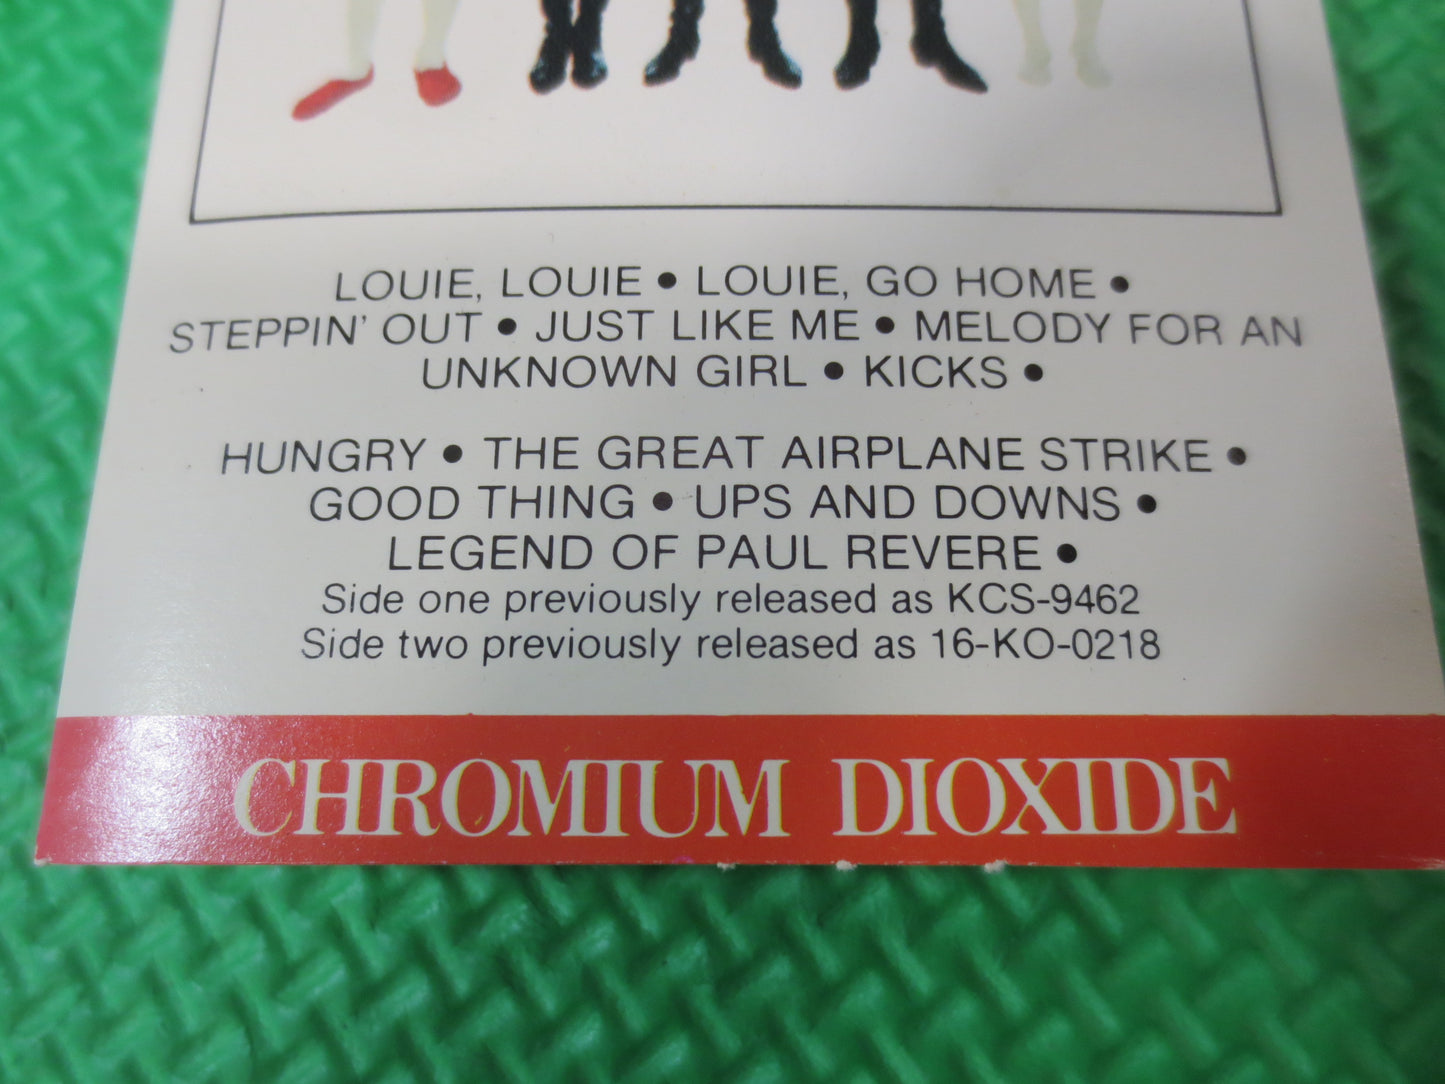 LOUIE, LOUIE • LOUIE, GO HOME •
STEPPIN' OUT • JUST LIKE ME • MELODY FOR AN
UNKNOWN GIRL • KICKS •
HUNGRY • THE GREAT AIRPLANE STRIKE •
GOOD THING • UPS AND DOWNS •
LEGEND OF PAUL REVERE •
Side one previously released as KCS-9462
Side two previously released as 16-KO-0218
CHROMIUM DIOXIDE